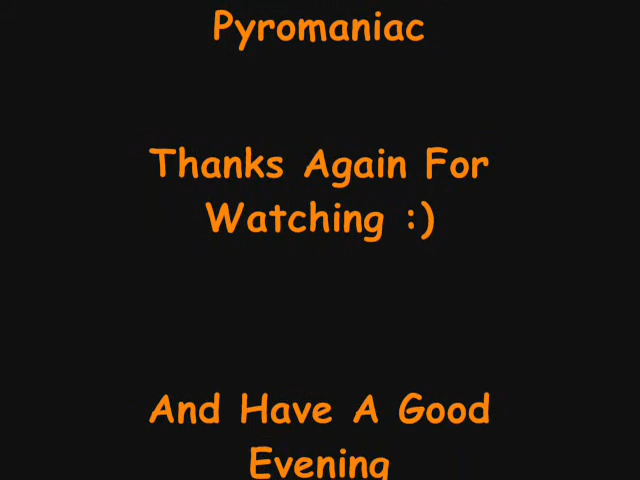 Pyromaniac
Thanks Again For
Watching :)
And Have A Good
Evening